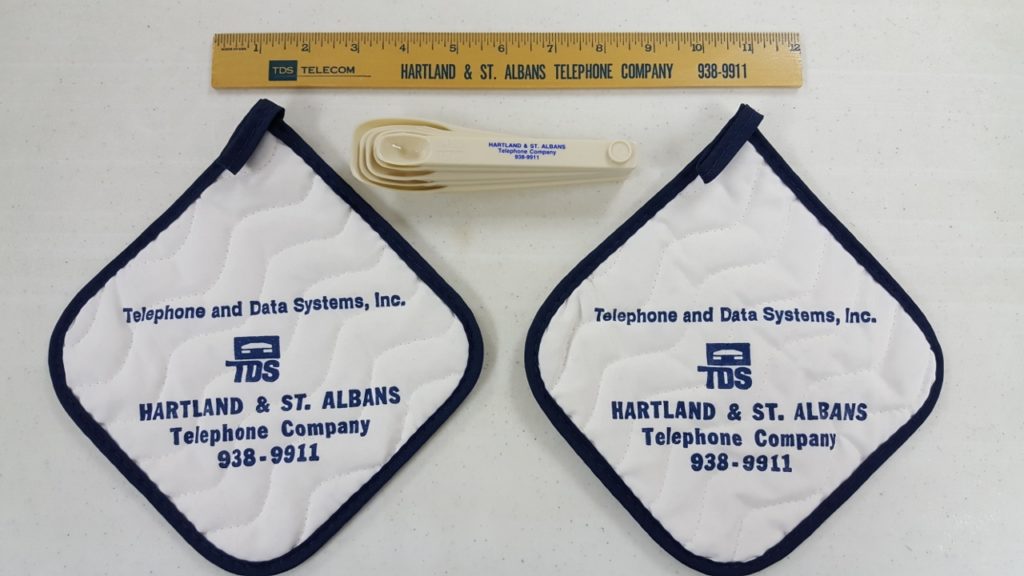 1 2 3 4 5 6 7 8 9 10 11 12
TDS TELECOM HARTLAND & ST. ALBANS TELEPHONE COMPANY 938-9911
HARTLAND & ST. ALBANS
Telephone Company
938-9911
Telephone and Data Systems, Inc.
TDS
HARTLAND & ST. ALBANS
Telephone Company
938-9911
Telephone and Data Systems, Inc.
TDS
HARTLAND & ST. ALBANS
Telephone Company
938-9911